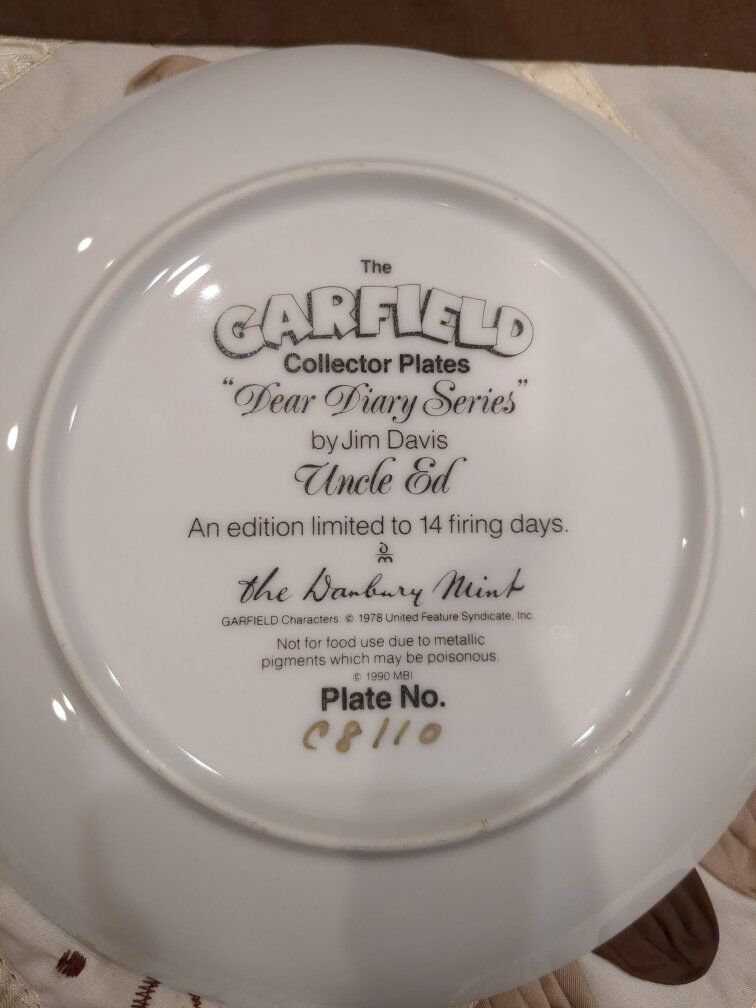 The
GARFIELD
Collector Plates
"Dear Diary Series"
by Jim Davis
Uncle Ed
An edition limited to 14 firing days.
D/M
the Danbury Mint
GARFIELD Characters: © 1978 United Feature Syndicate, Inc.
Not for food use due to metallic
pigments which may be poisonous.
© 1990 MBI
Plate No.
C8110